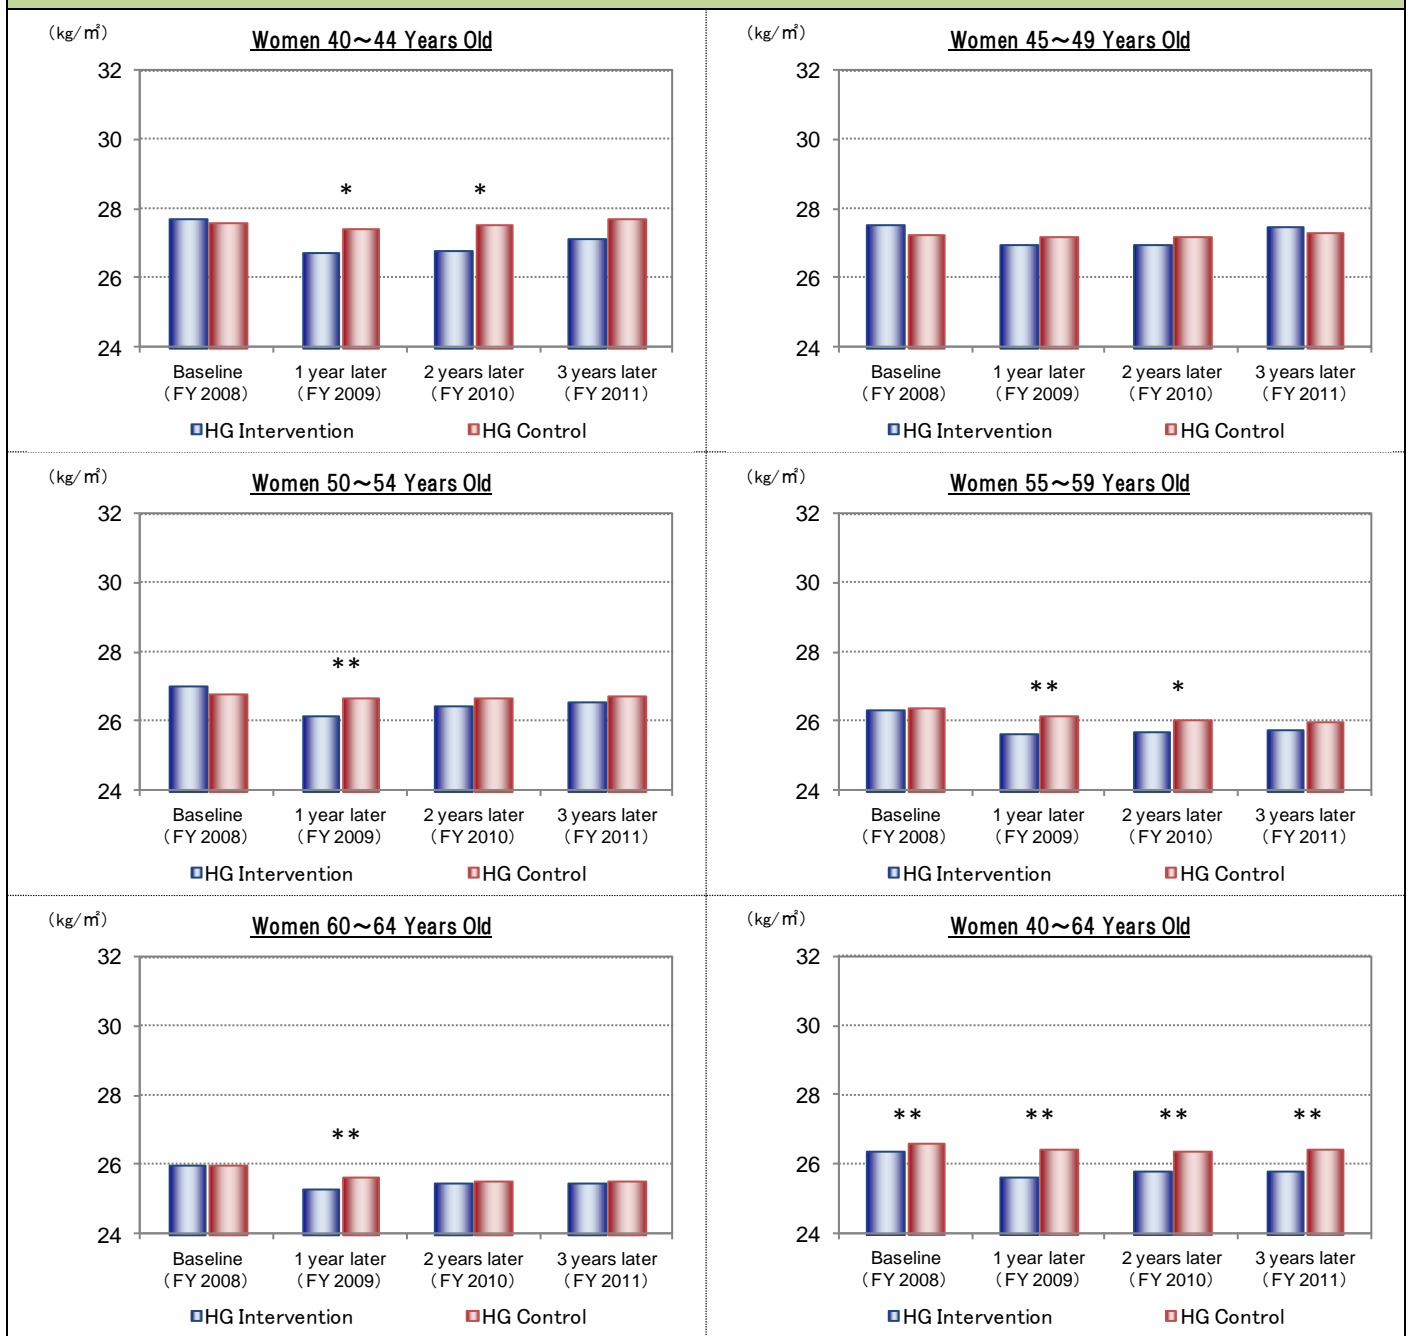 (kg/㎡)
Women 40～44 Years Old
32
30
28
26
24
*
*
Baseline
(FY 2008)
1 year later
(FY 2009)
2 years later
(FY 2010)
3 years later
(FY 2011)
HG Intervention
HG Control
(kg/㎡)
Women 45～49 Years Old
32
30
28
26
24
Baseline
(FY 2008)
1 year later
(FY 2009)
2 years later
(FY 2010)
3 years later
(FY 2011)
HG Intervention
HG Control
(kg/㎡)
Women 50～54 Years Old
32
30
28
26
24
**
Baseline
(FY 2008)
1 year later
(FY 2009)
2 years later
(FY 2010)
3 years later
(FY 2011)
HG Intervention
HG Control
(kg/㎡)
Women 55～59 Years Old
32
30
28
26
24
**
*
Baseline
(FY 2008)
1 year later
(FY 2009)
2 years later
(FY 2010)
3 years later
(FY 2011)
HG Intervention
HG Control
(kg/㎡)
Women 60～64 Years Old
32
30
28
26
24
**
Baseline
(FY 2008)
1 year later
(FY 2009)
2 years later
(FY 2010)
3 years later
(FY 2011)
HG Intervention
HG Control
(kg/㎡)
Women 40～64 Years Old
32
30
28
26
24
**
**
**
**
Baseline
(FY 2008)
1 year later
(FY 2009)
2 years later
(FY 2010)
3 years later
(FY 2011)
HG Intervention
HG Control